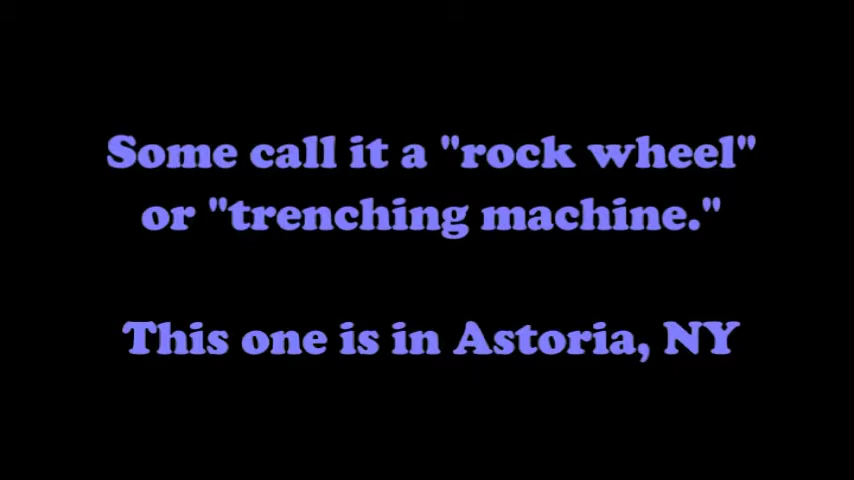 Some call it a "rock wheel"
or "trenching machine."
This one is in Astoria, NY